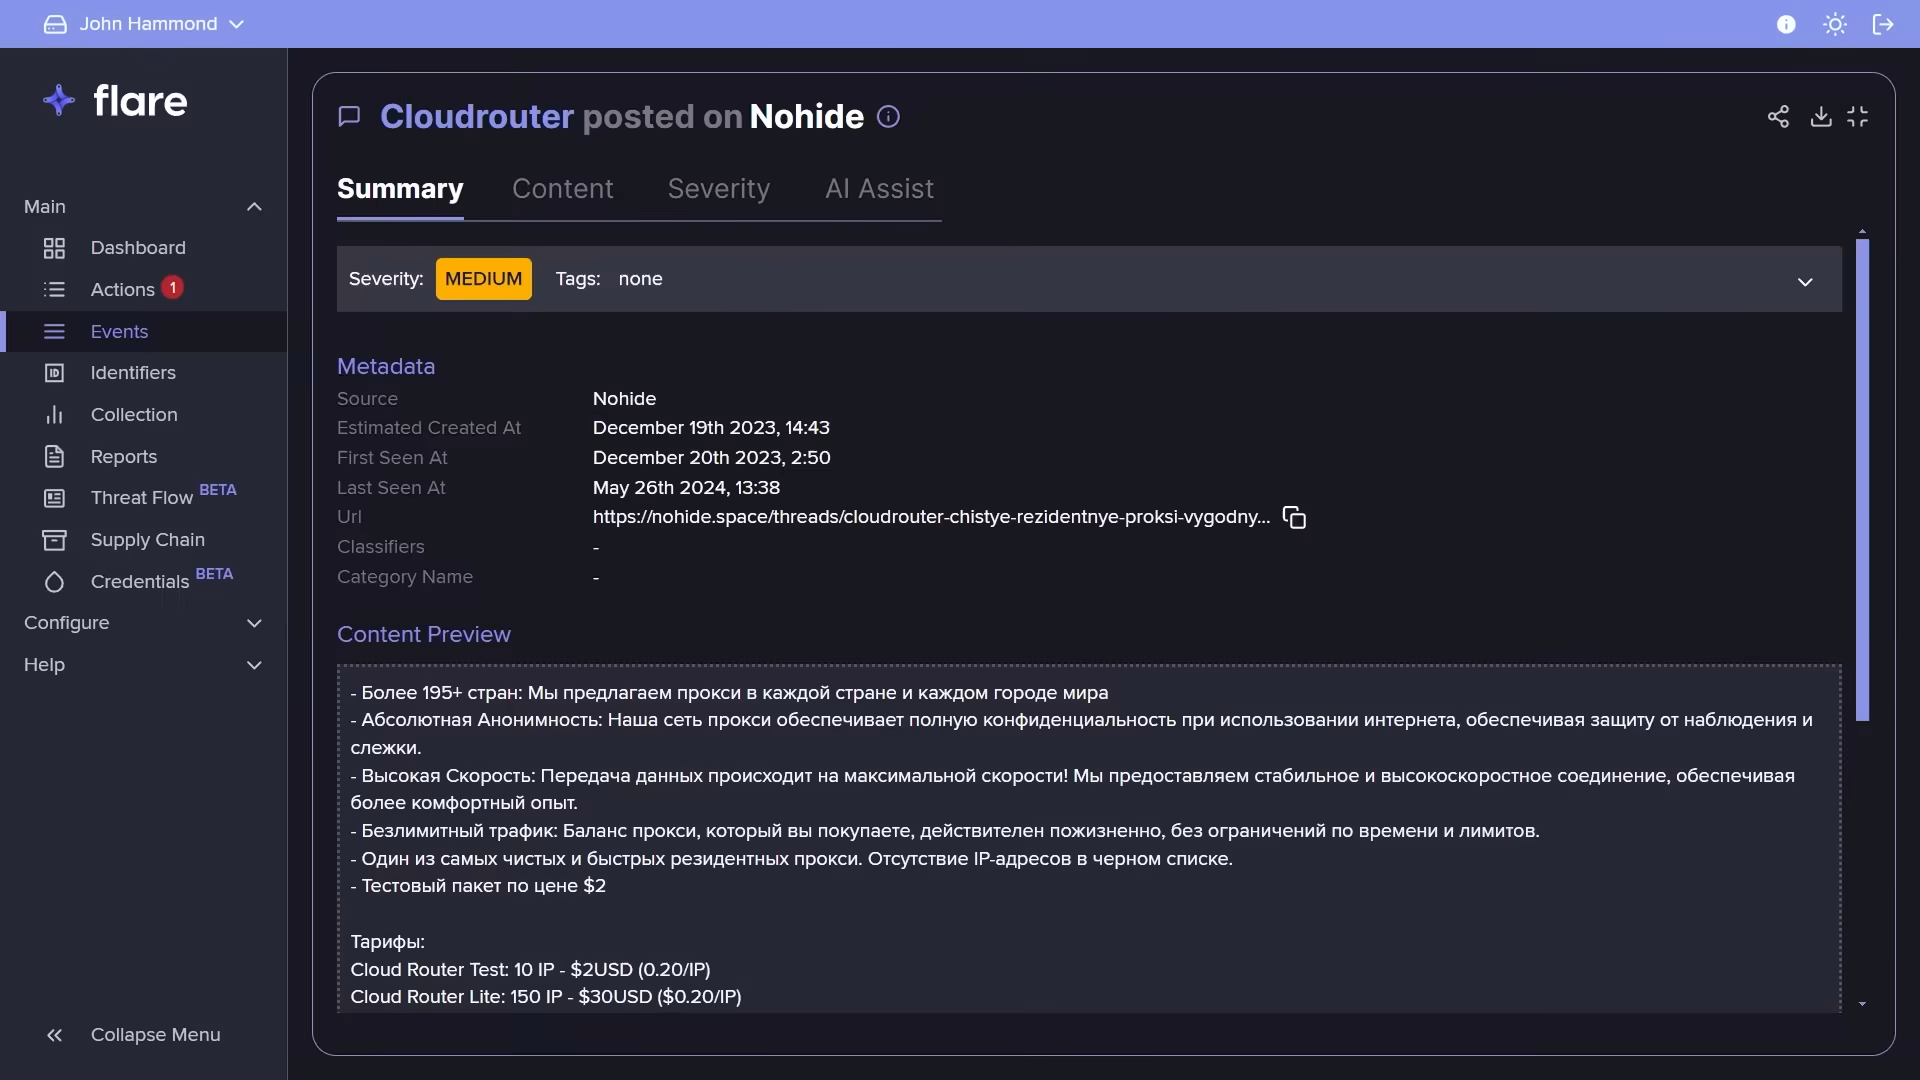 John Hammond
flare
Main
Dashboard
Actions 1
Events
Identifiers
Collection
Reports
Threat Flow BETA
Supply Chain
Credentials BETA
Configure
Help
Collapse Menu
Cloudrouter posted on Nohide
Summary Content Severity AI Assist
Severity: MEDIUM Tags: none
Metadata
Source Nohide
Estimated Created At December 19th 2023, 14:43
First Seen At December 20th 2023, 2:50
Last Seen At May 26th 2024, 13:38
Url https://nohide.space/threads/cloudrouter-chistye-rezidentnye-proksi-vygodny...
Classifiers -
Category Name -
Content Preview
- Более 195+ стран: Мы предлагаем прокси в каждой стране и каждом городе мира
- Абсолютная Анонимность: Наша сеть прокси обеспечивает полную конфиденциальность при использовании интернета, обеспечивая защиту от наблюдения и
слежки.
- Высокая Скорость: Передача данных происходит на максимальной скорости! Мы предоставляем стабильное и высокоскоростное соединение, обеспечивая
более комфортный опыт.
- Безлимитный трафик: Баланс прокси, который вы покупаете, действителен пожизненно, без ограничений по времени и лимитов.
- Один из самых чистых и быстрых резидентных прокси. Отсутствие IP-адресов в черном списке.
- Тестовый пакет по цене $2
Тарифы:
Cloud Router Test: 10 IP - $2USD (0.20/IP)
Cloud Router Lite: 150 IP - $30USD ($0.20/IP)